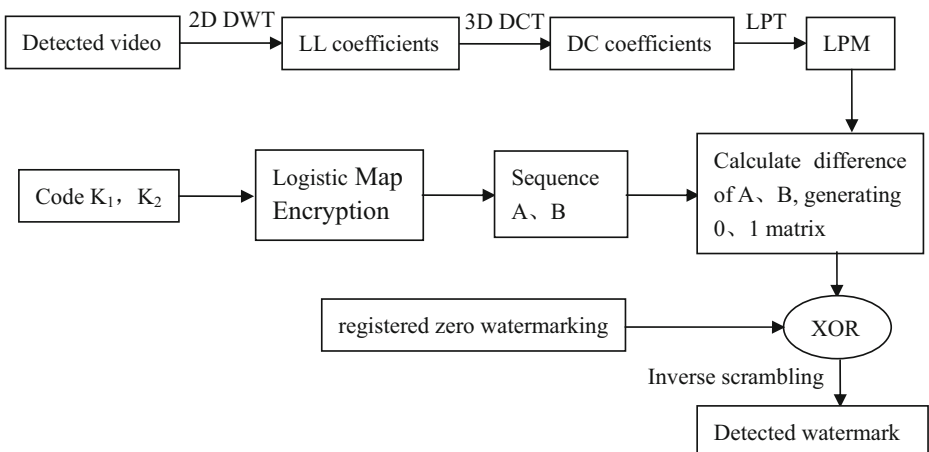 2D DWT
3D DCT
LPT
Detected video
LL coefficients
DC coefficients
LPM
Code K₁，K₂
Logistic Map
Encryption
Sequence
A、B
Calculate difference
of A、B, generating
0、1 matrix
registered zero watermarking
XOR
Inverse scrambling
Detected watermark